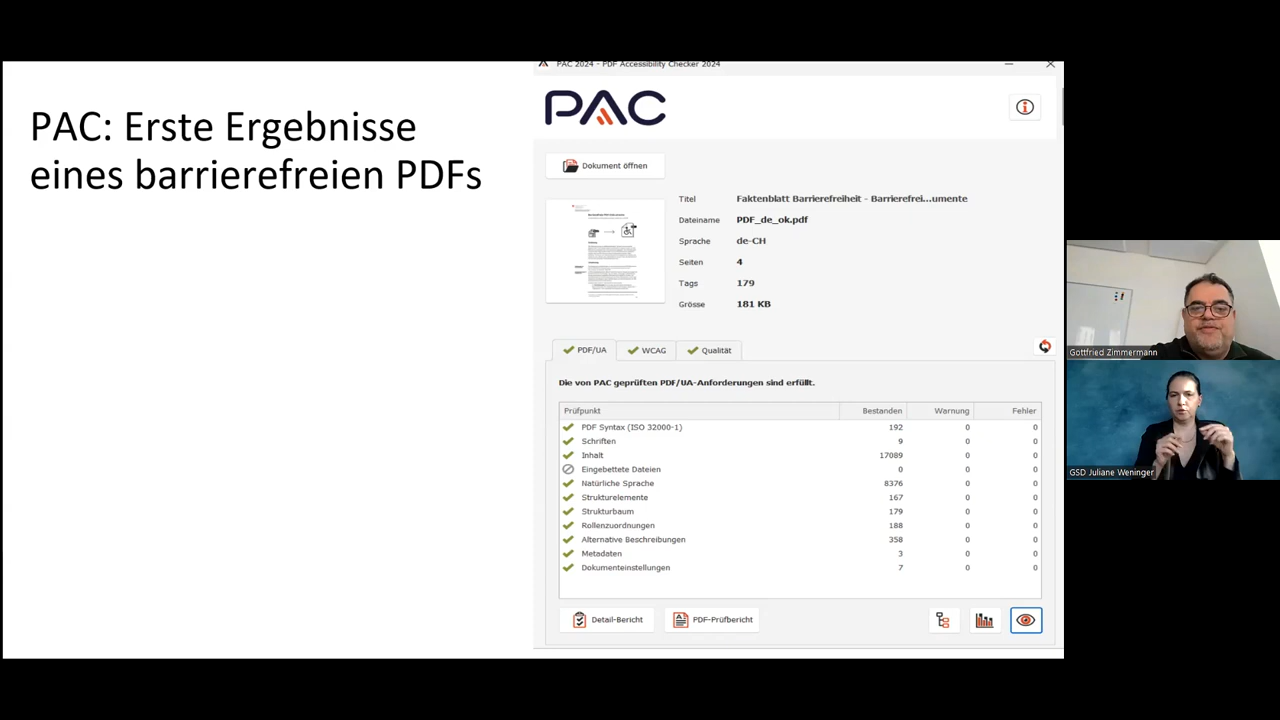 PAC: Erste Ergebnisse
eines barrierefreien PDFs
PAC 2024 - PDF Accessibility Checker 2024
PAC
Dokument öffnen
Titel Faktenblatt Barrierefreiheit - Barrierefrei...umente
Dateiname PDF_de_ok.pdf
Sprache de-CH
Seiten 4
Tags 179
Grösse 181 KB
PDF/UA WCAG Qualität
Die von PAC geprüften PDF/UA-Anforderungen sind erfüllt.
Prüfpunkt Bestanden Warnung Fehler
PDF Syntax (ISO 32000-1) 192 0 0
Schriften 9 0 0
Inhalt 17089 0 0
Eingebettete Dateien 0 0 0
Natürliche Sprache 8376 0 0
Strukturelemente 167 0 0
Strukturbaum 179 0 0
Rollenzuordnungen 188 0 0
Alternative Beschreibungen 358 0 0
Metadaten 3 0 0
Dokumenteinstellungen 7 0 0
Detail-Bericht PDF-Prüfbericht
Gottfried Zimmermann
GSD Juliane Weninger